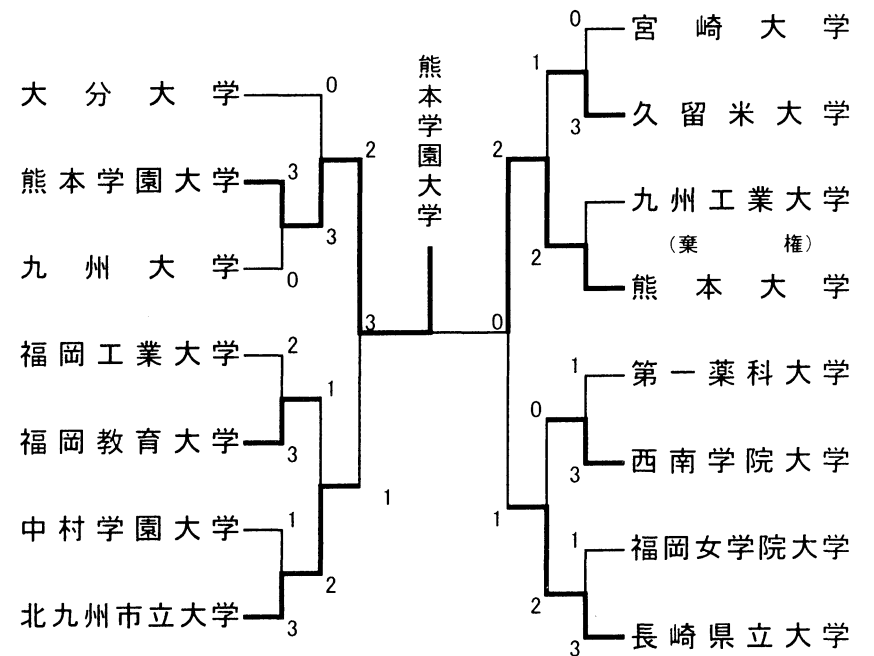 熊本学園大学
大分大学
0
熊本学園大学
3
九州大学
0
3
2
福岡工業大学
2
福岡教育大学
3
1
中村学園大学
1
北九州市立大学
3
2
1
3
0
宮崎大学
0
久留米大学
3
1
九州工業大学
(棄権)
熊本大学
2
2
第一薬科大学
1
西南学院大学
3
0
福岡女学院大学
1
長崎県立大学
3
2
1